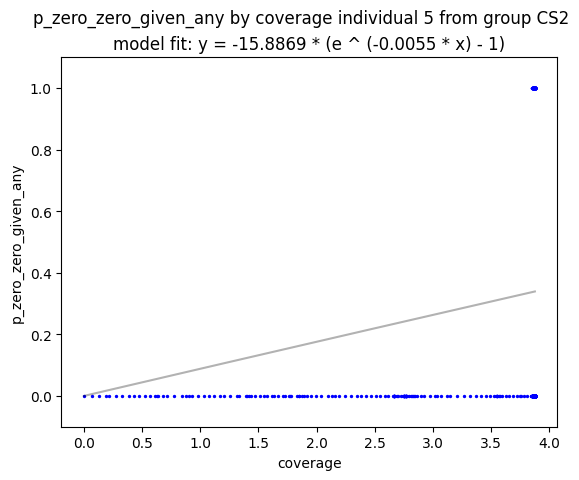 p_zero_zero_given_any by coverage individual 5 from group CS2
model fit: y = -15.8869 * (e ^ (-0.0055 * x) - 1)
1.0
0.8
0.6
0.4
0.2
0.0
p_zero_zero_given_any
0.0 0.5 1.0 1.5 2.0 2.5 3.0 3.5 4.0
coverage